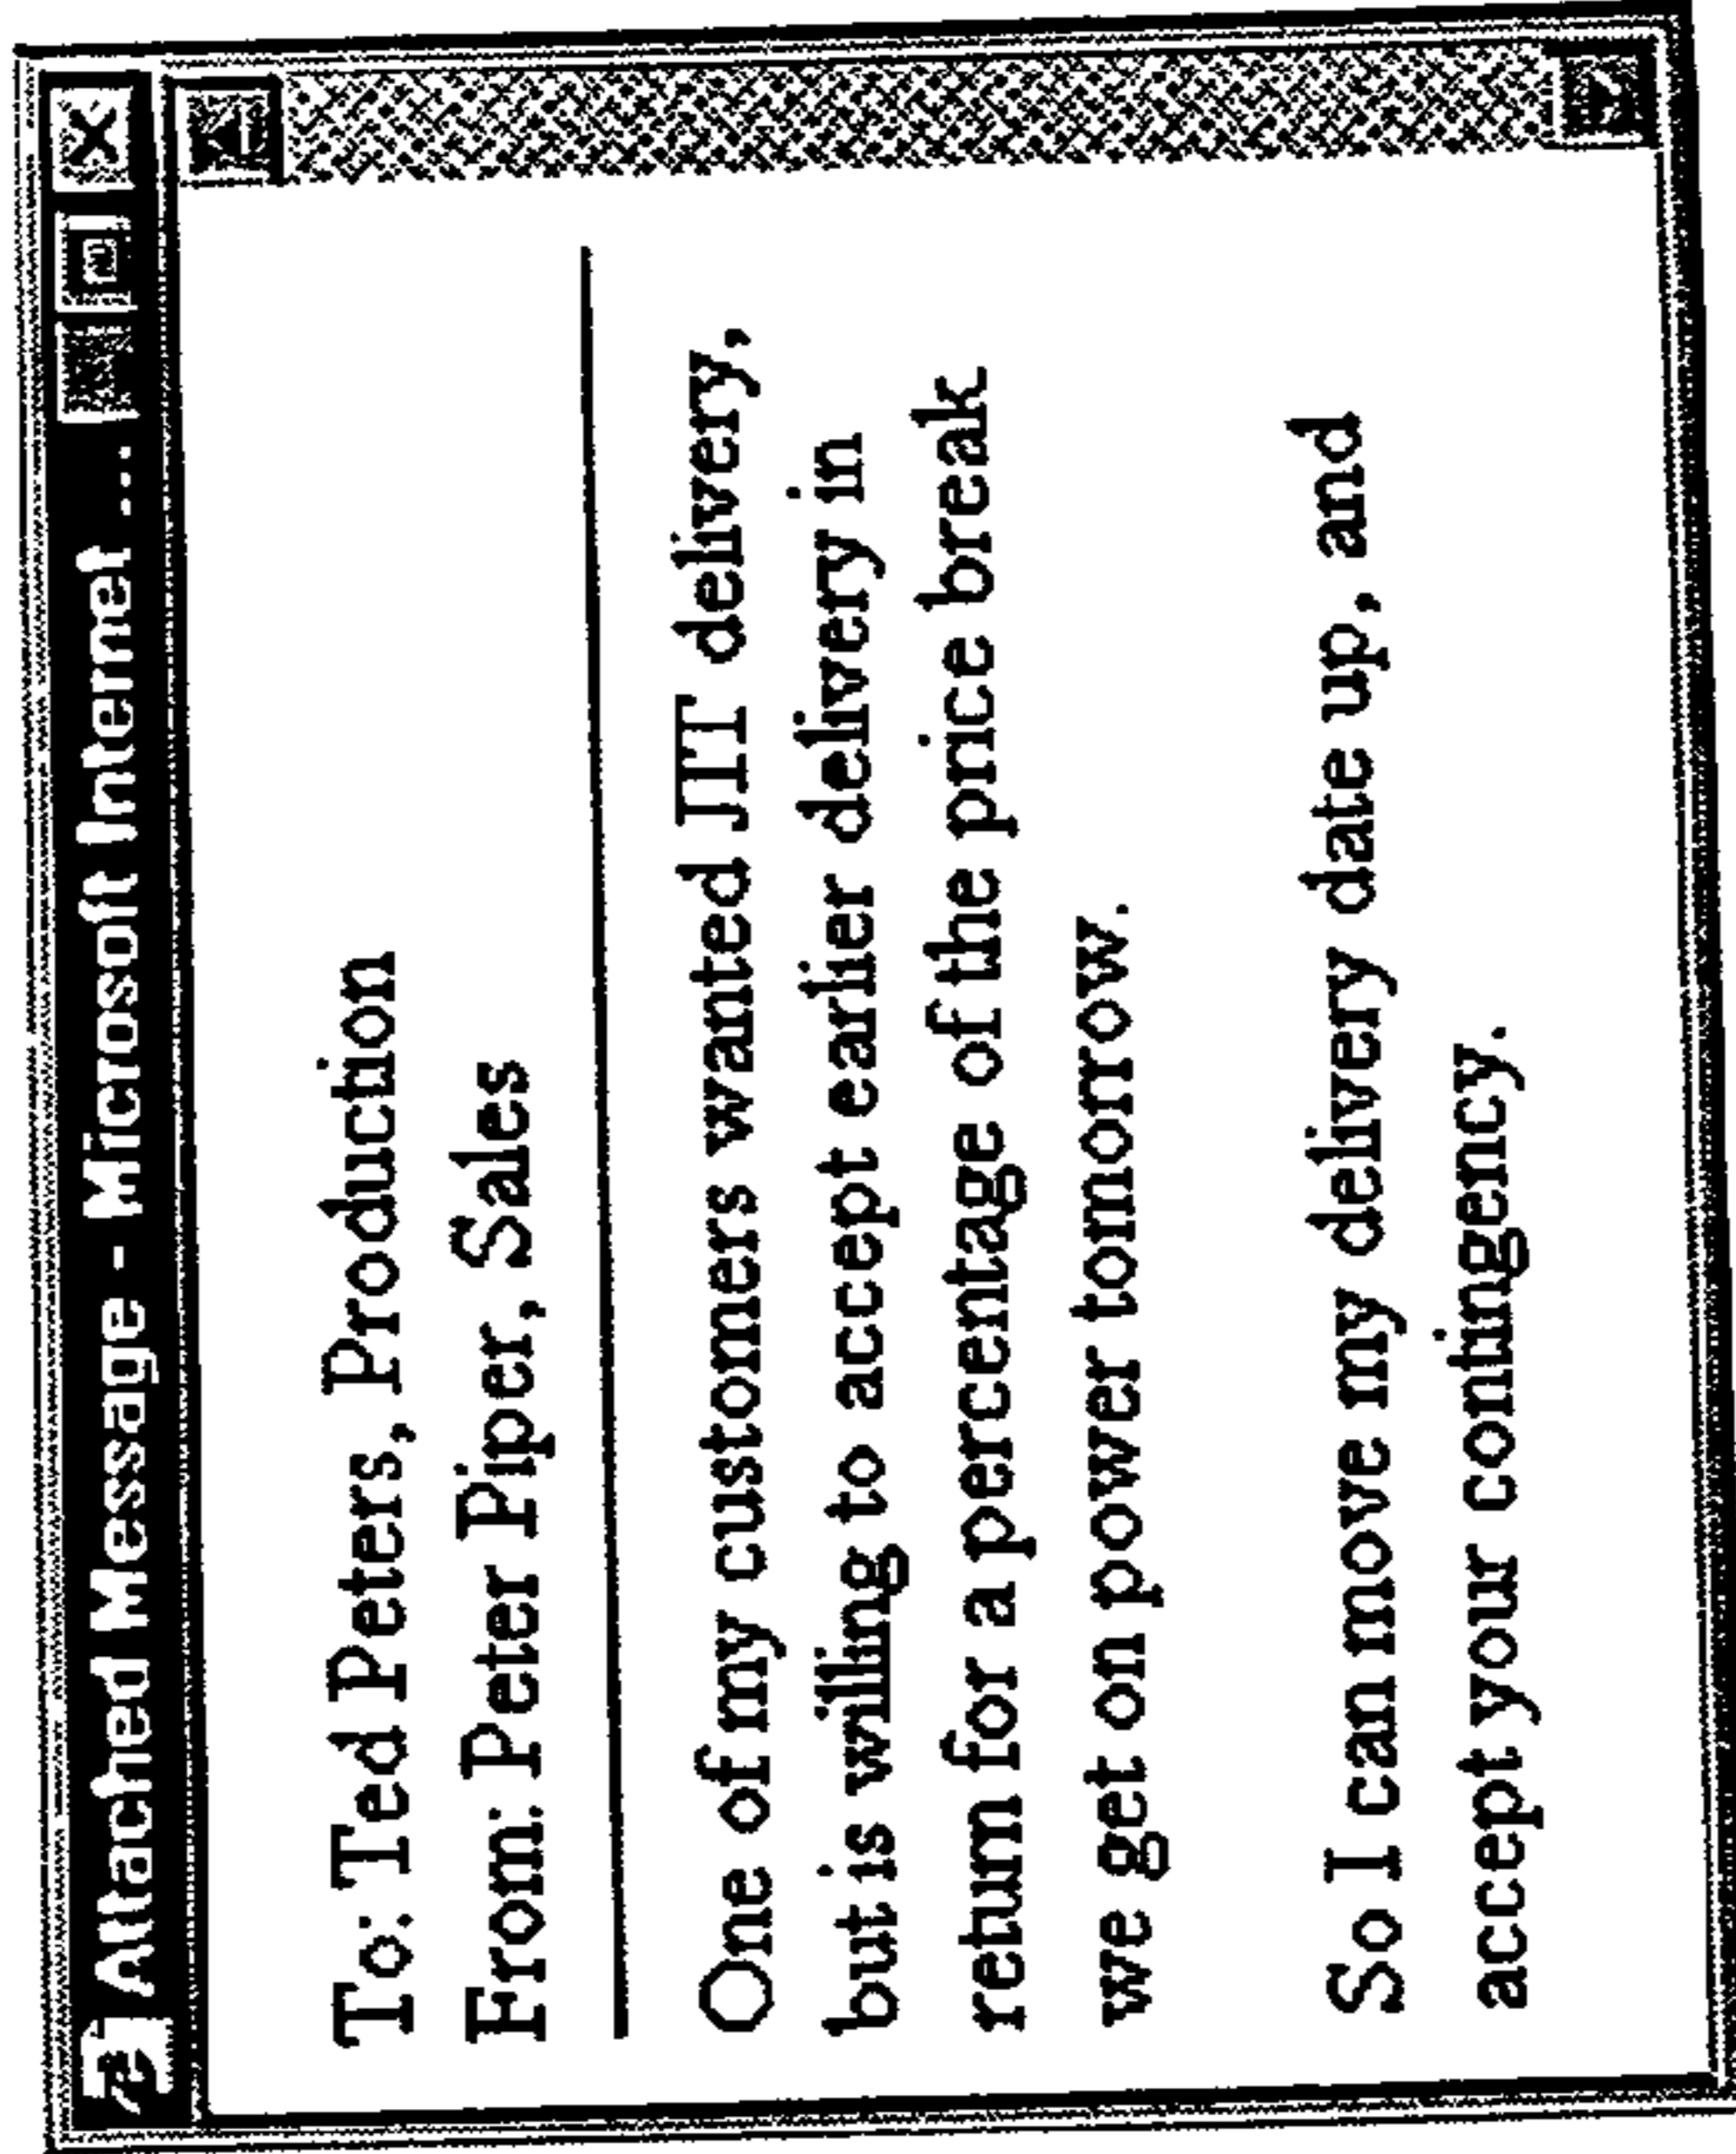 Attached Message - Microsoft Internet ...
To: Ted Peters, Production
From: Peter Piper, Sales
One of my customers wanted JIT delivery,
but is willing to accept earlier delivery in
return for a percentage of the price break
we get on power tomorrow.
So I can move my delivery date up, and
accept your contingency.